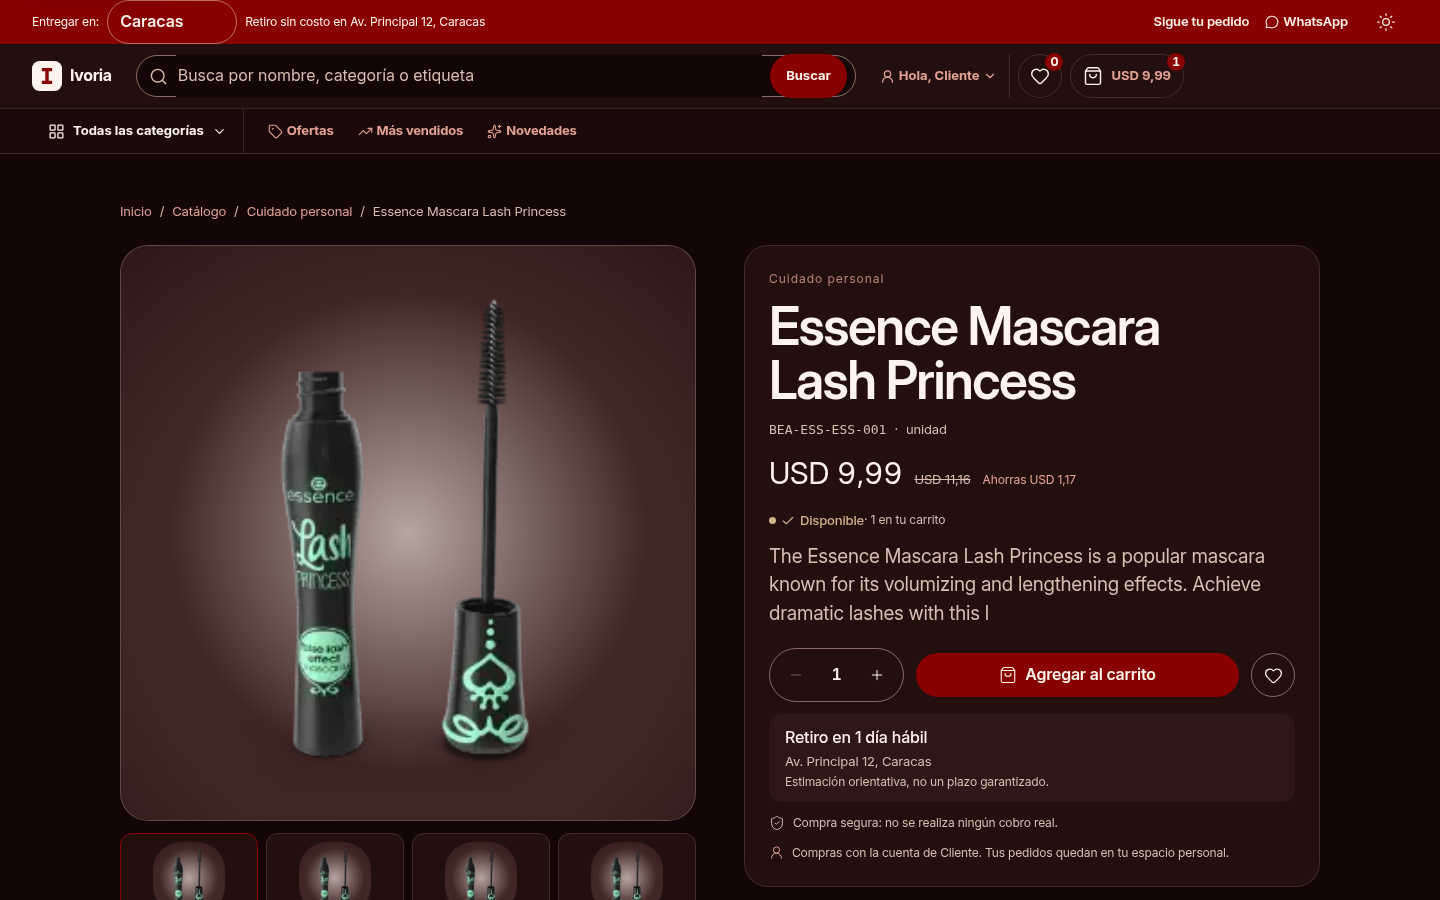 Entregar en: Caracas Retiro sin costo en Av. Principal 12, Caracas Sigue tu pedido WhatsApp
I Ivoria Busca por nombre, categoría o etiqueta Buscar Hola, Cliente 0 USD 9,99 1
Todas las categorías Ofertas Más vendidos Novedades
Inicio / Catálogo / Cuidado personal / Essence Mascara Lash Princess
essence
Lash
PRINCESS
false lash
effect
Cuidado personal
Essence Mascara
Lash Princess
BEA-ESS-ESS-001 · unidad
USD 9,99 USD 11,16 Ahorras USD 1,17
Disponible · 1 en tu carrito
The Essence Mascara Lash Princess is a popular mascara
known for its volumizing and lengthening effects. Achieve
dramatic lashes with this l
− 1 + Agregar al carrito
Retiro en 1 día hábil
Av. Principal 12, Caracas
Estimación orientativa, no un plazo garantizado.
Compra segura: no se realiza ningún cobro real.
Compras con la cuenta de Cliente. Tus pedidos quedan en tu espacio personal.